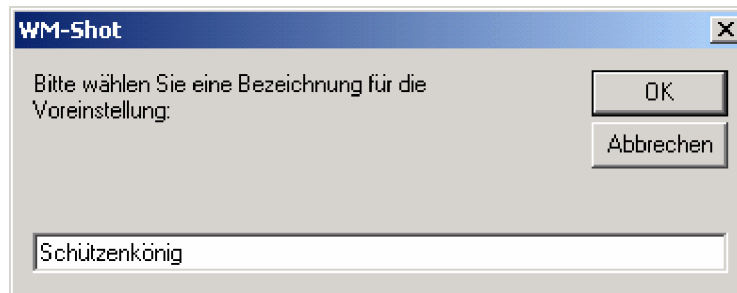 WM-Shot
Bitte wählen Sie eine Bezeichnung für die
Voreinstellung:
OK
Abbrechen
Schützenkönig